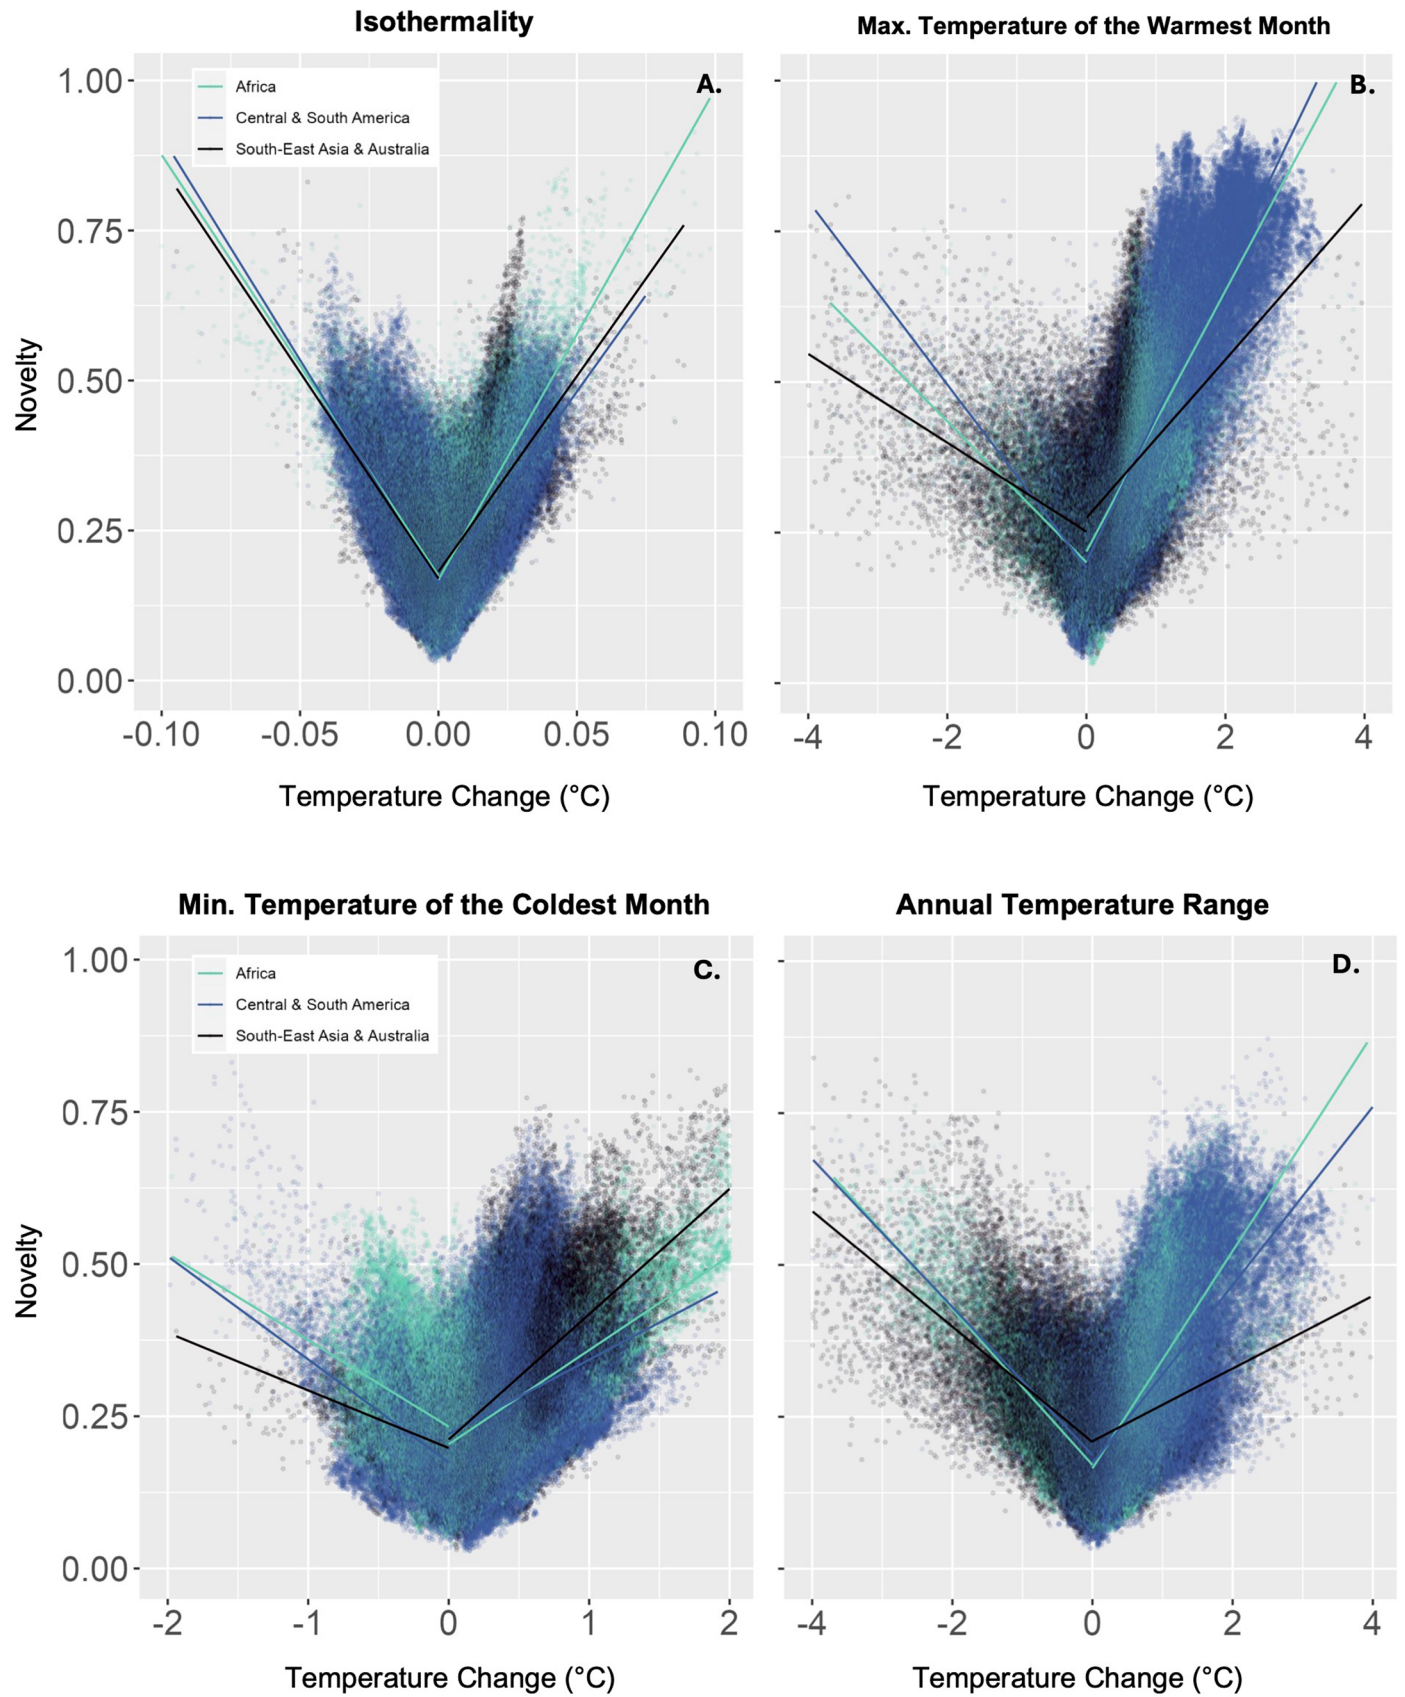 Isothermality
Max. Temperature of the Warmest Month
A.
B.
Africa
Central & South America
South-East Asia & Australia
Novelty
1.00
0.75
0.50
0.25
0.00
-0.10 -0.05 0.00 0.05 0.10
-4 -2 0 2 4
Temperature Change (°C)
Temperature Change (°C)
Min. Temperature of the Coldest Month
Annual Temperature Range
C.
D.
Africa
Central & South America
South-East Asia & Australia
Novelty
1.00
0.75
0.50
0.25
0.00
-2 -1 0 1 2
-4 -2 0 2 4
Temperature Change (°C)
Temperature Change (°C)